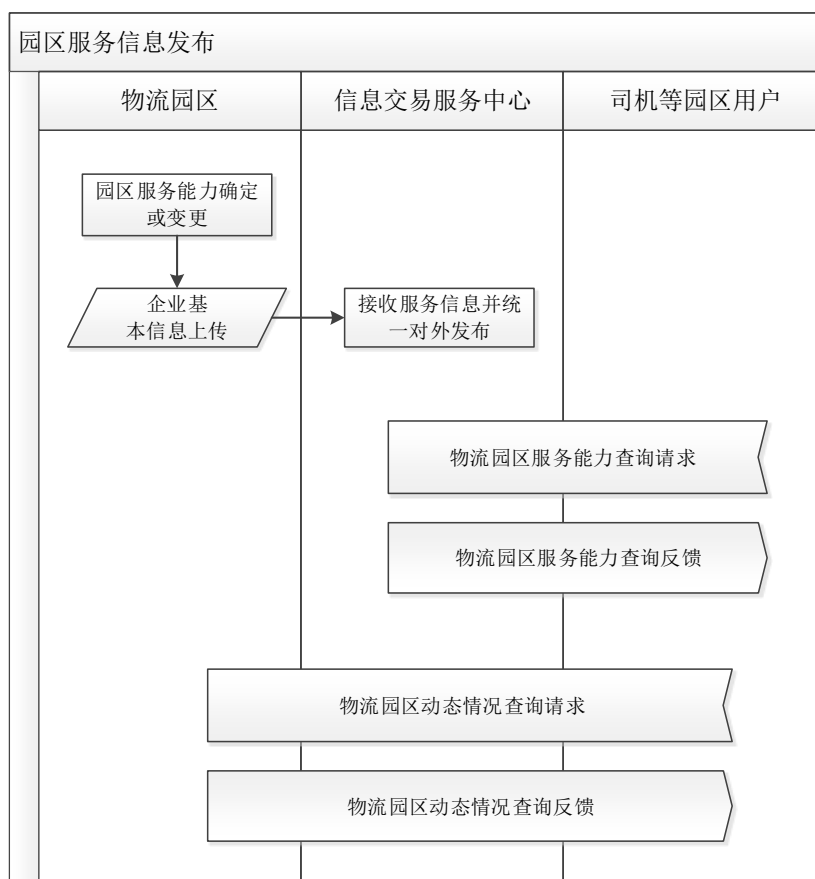 园区服务信息发布
物流园区
信息交易服务中心
司机等园区用户
园区服务能力确定
或变更
企业基
本信息上传
接收服务信息并统
一对外发布
物流园区服务能力查询请求
物流园区服务能力查询反馈
物流园区动态情况查询请求
物流园区动态情况查询反馈